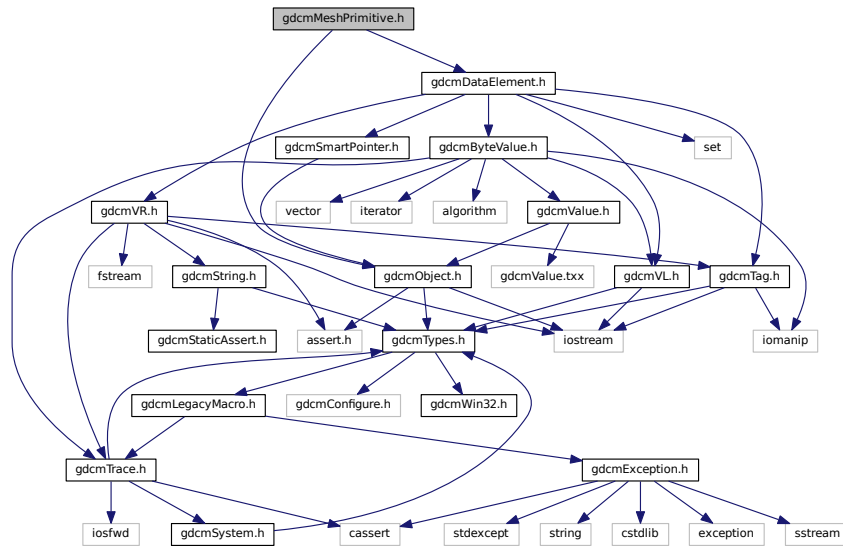 gdcmMeshPrimitive.h
gdcmDataElement.h
gdcmSmartPointer.h
gdcmByteValue.h
set
gdcmVR.h
vector
iterator
algorithm
gdcmValue.h
fstream
gdcmString.h
gdcmObject.h
gdcmValue.txx
gdcmVL.h
gdcmTag.h
gdcmStaticAssert.h
assert.h
gdcmTypes.h
iostream
iomanip
gdcmLegacyMacro.h
gdcmConfigure.h
gdcmWin32.h
gdcmTrace.h
gdcmException.h
iosfwd
gdcmSystem.h
cassert
stdexcept
string
cstdlib
exception
sstream